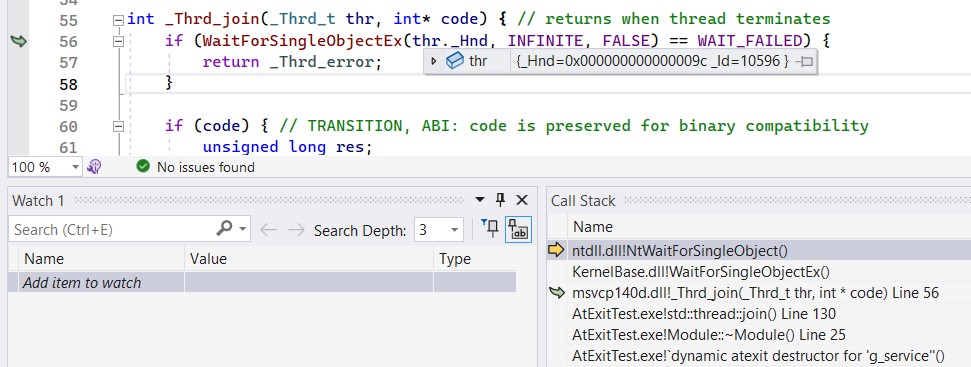 54
55 int _Thrd_join(_Thrd_t thr, int* code) { // returns when thread terminates
56 if (WaitForSingleObjectEx(thr._Hnd, INFINITE, FALSE) == WAIT_FAILED) {
57 return _Thrd_error;
thr {_Hnd=0x000000000000009c _Id=10596 }
58 }
59
60 if (code) { // TRANSITION, ABI: code is preserved for binary compatibility
61 unsigned long res;
100 % No issues found
Watch 1
Search (Ctrl+E) Search Depth: 3
Name Value Type
Add item to watch
Call Stack
Name
ntdll.dll!NtWaitForSingleObject()
KernelBase.dll!WaitForSingleObjectEx()
msvcp140d.dll!_Thrd_join(_Thrd_t thr, int * code) Line 56
AtExitTest.exe!std::thread::join() Line 130
AtExitTest.exe!Module::~Module() Line 25
AtExitTest.exe!`dynamic atexit destructor for 'g_service''()